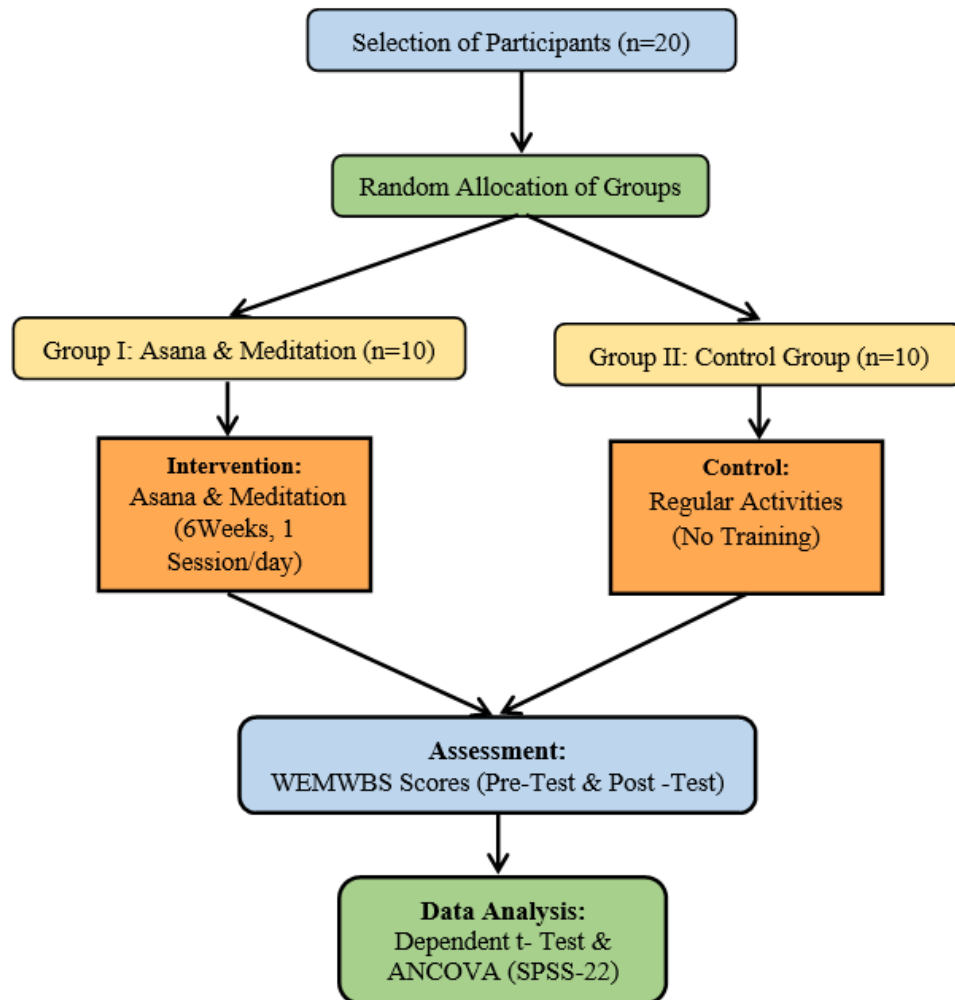 Selection of Participants (n=20)
Random Allocation of Groups
Group I: Asana & Meditation (n=10)
Group II: Control Group (n=10)
Intervention:
Asana & Meditation
(6Weeks, 1
Session/day)
Control:
Regular Activities
(No Training)
Assessment:
WEMWBS Scores (Pre-Test & Post -Test)
Data Analysis:
Dependent t- Test &
ANCOVA (SPSS-22)